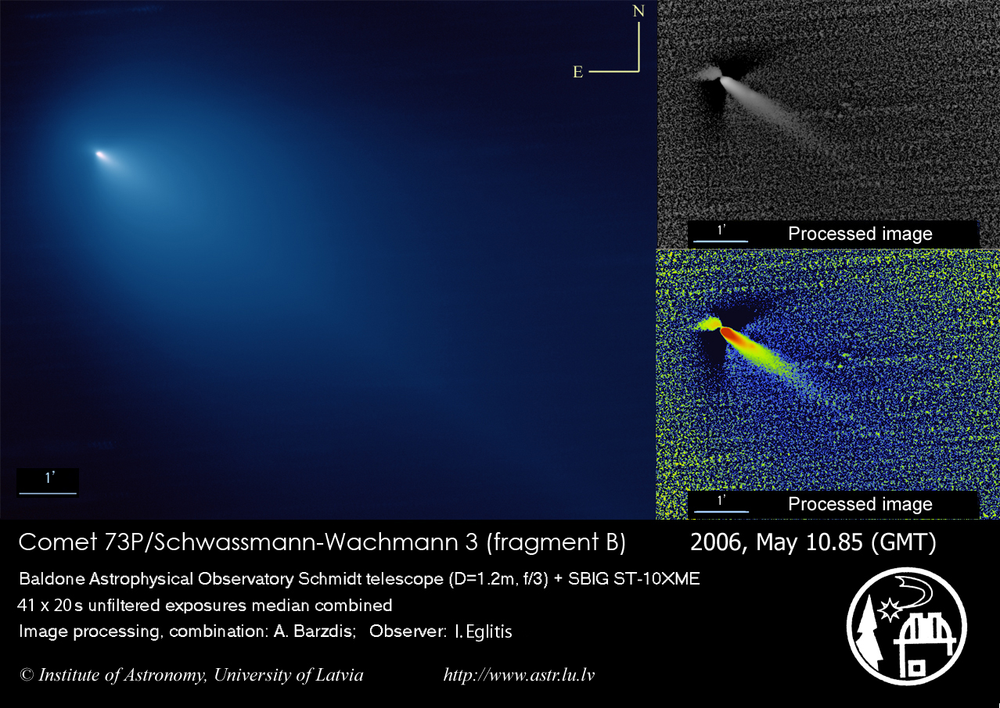 N
E
1'
1'
Processed image
1'
Processed image
Comet 73P/Schwassmann-Wachmann 3 (fragment B) 2006, May 10.85 (GMT)
Baldone Astrophysical Observatory Schmidt telescope (D=1.2m, f/3) + SBIG ST-10XME
41 x 20s unfiltered exposures median combined
Image processing, combination: A. Barzdis; Observer: I. Eglitis
© Institute of Astronomy, University of Latvia http://www.astr.lu.lv